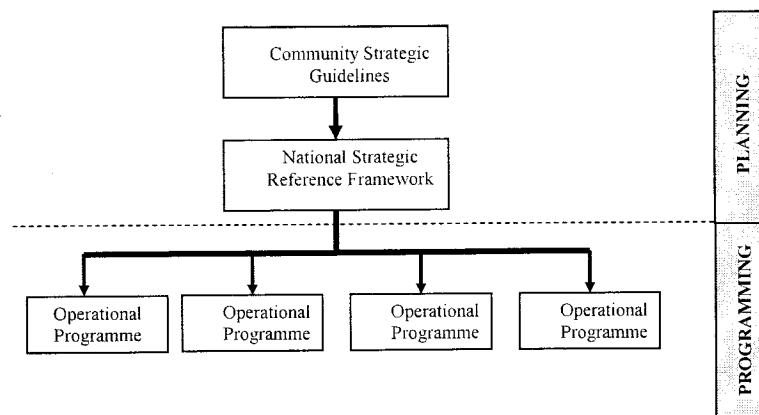 Community Strategic
Guidelines
PLANNING
National Strategic
Reference Framework
Operational
Programme
Operational
Programme
Operational
Programme
Operational
Programme
PROGRAMMING